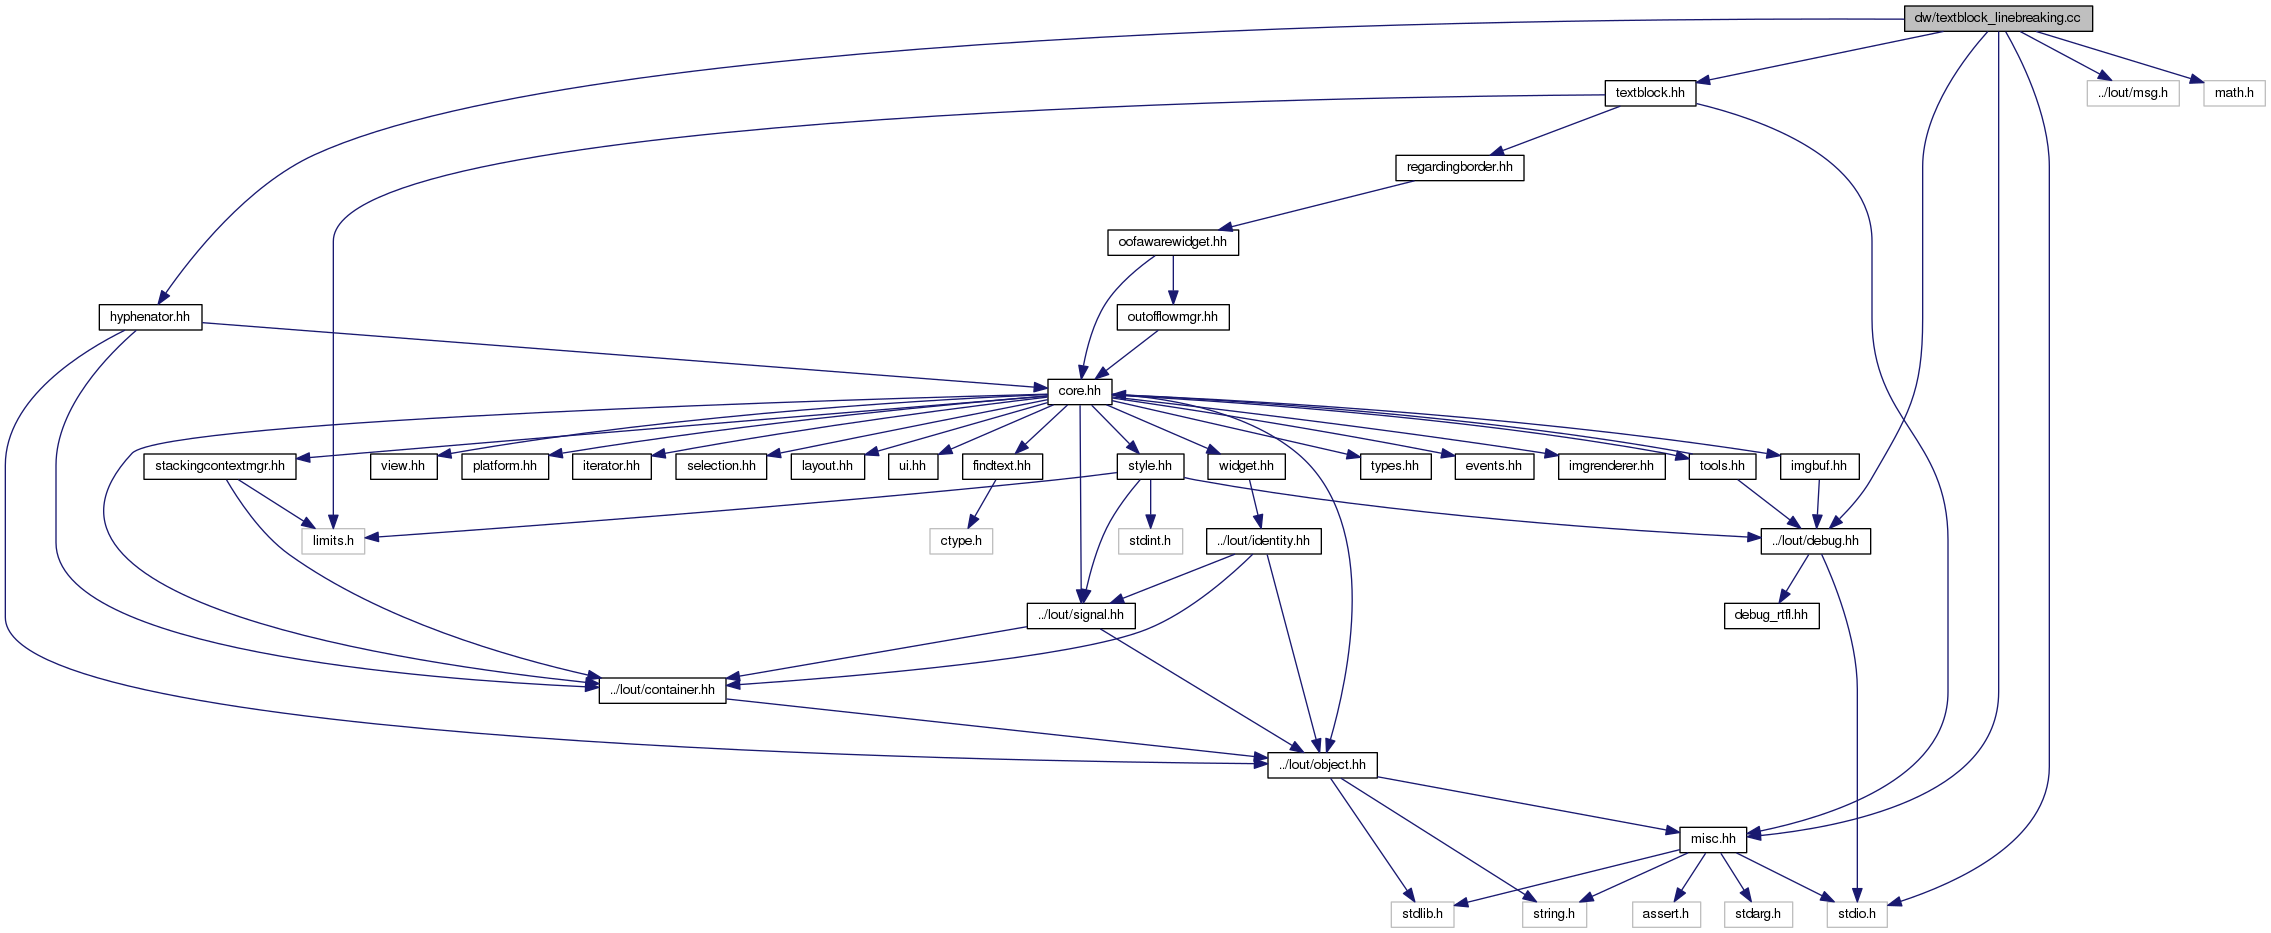 dw/textblock_linebreaking.cc
textblock.hh
../lout/msg.h
math.h
regardingborder.hh
oofawarewidget.hh
hyphenator.hh
outofflowmgr.hh
core.hh
stackingcontextmgr.hh
view.hh
platform.hh
iterator.hh
selection.hh
layout.hh
ui.hh
findtext.hh
style.hh
widget.hh
types.hh
events.hh
imgrenderer.hh
tools.hh
imgbuf.hh
limits.h
ctype.h
stdint.h
../lout/identity.hh
../lout/debug.hh
../lout/signal.hh
debug_rtfl.hh
../lout/container.hh
../lout/object.hh
misc.hh
stdlib.h
string.h
assert.h
stdarg.h
stdio.h